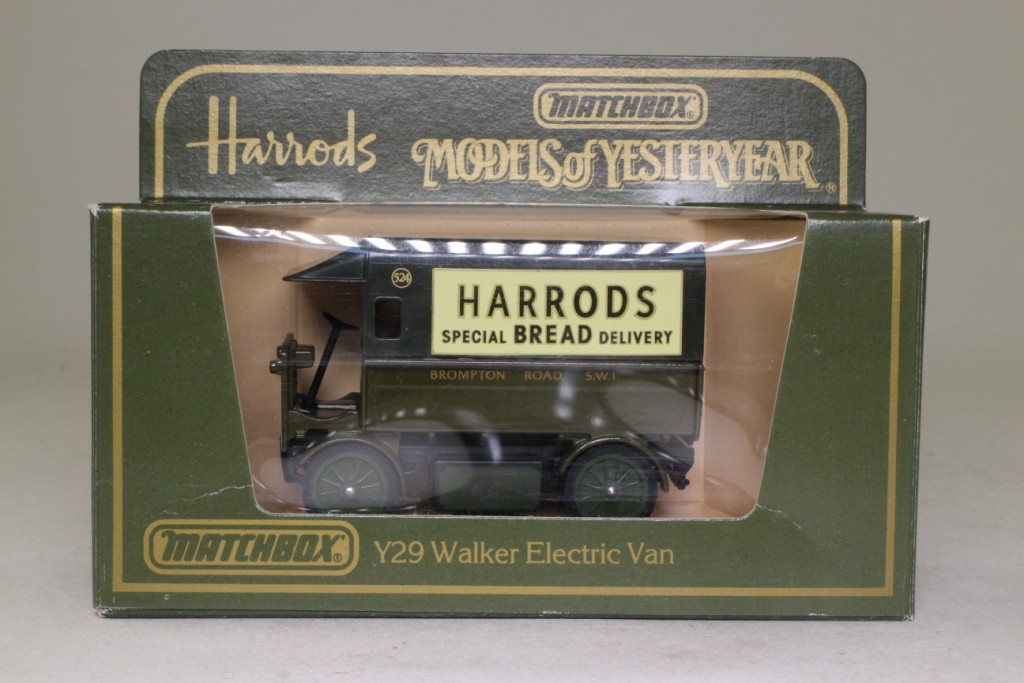 Harrods
MATCHBOX®
MODELS of YESTERYEAR®
524
HARRODS
SPECIAL BREAD DELIVERY
BROMPTON ROAD S.W.1.
MATCHBOX®
Y29 Walker Electric Van